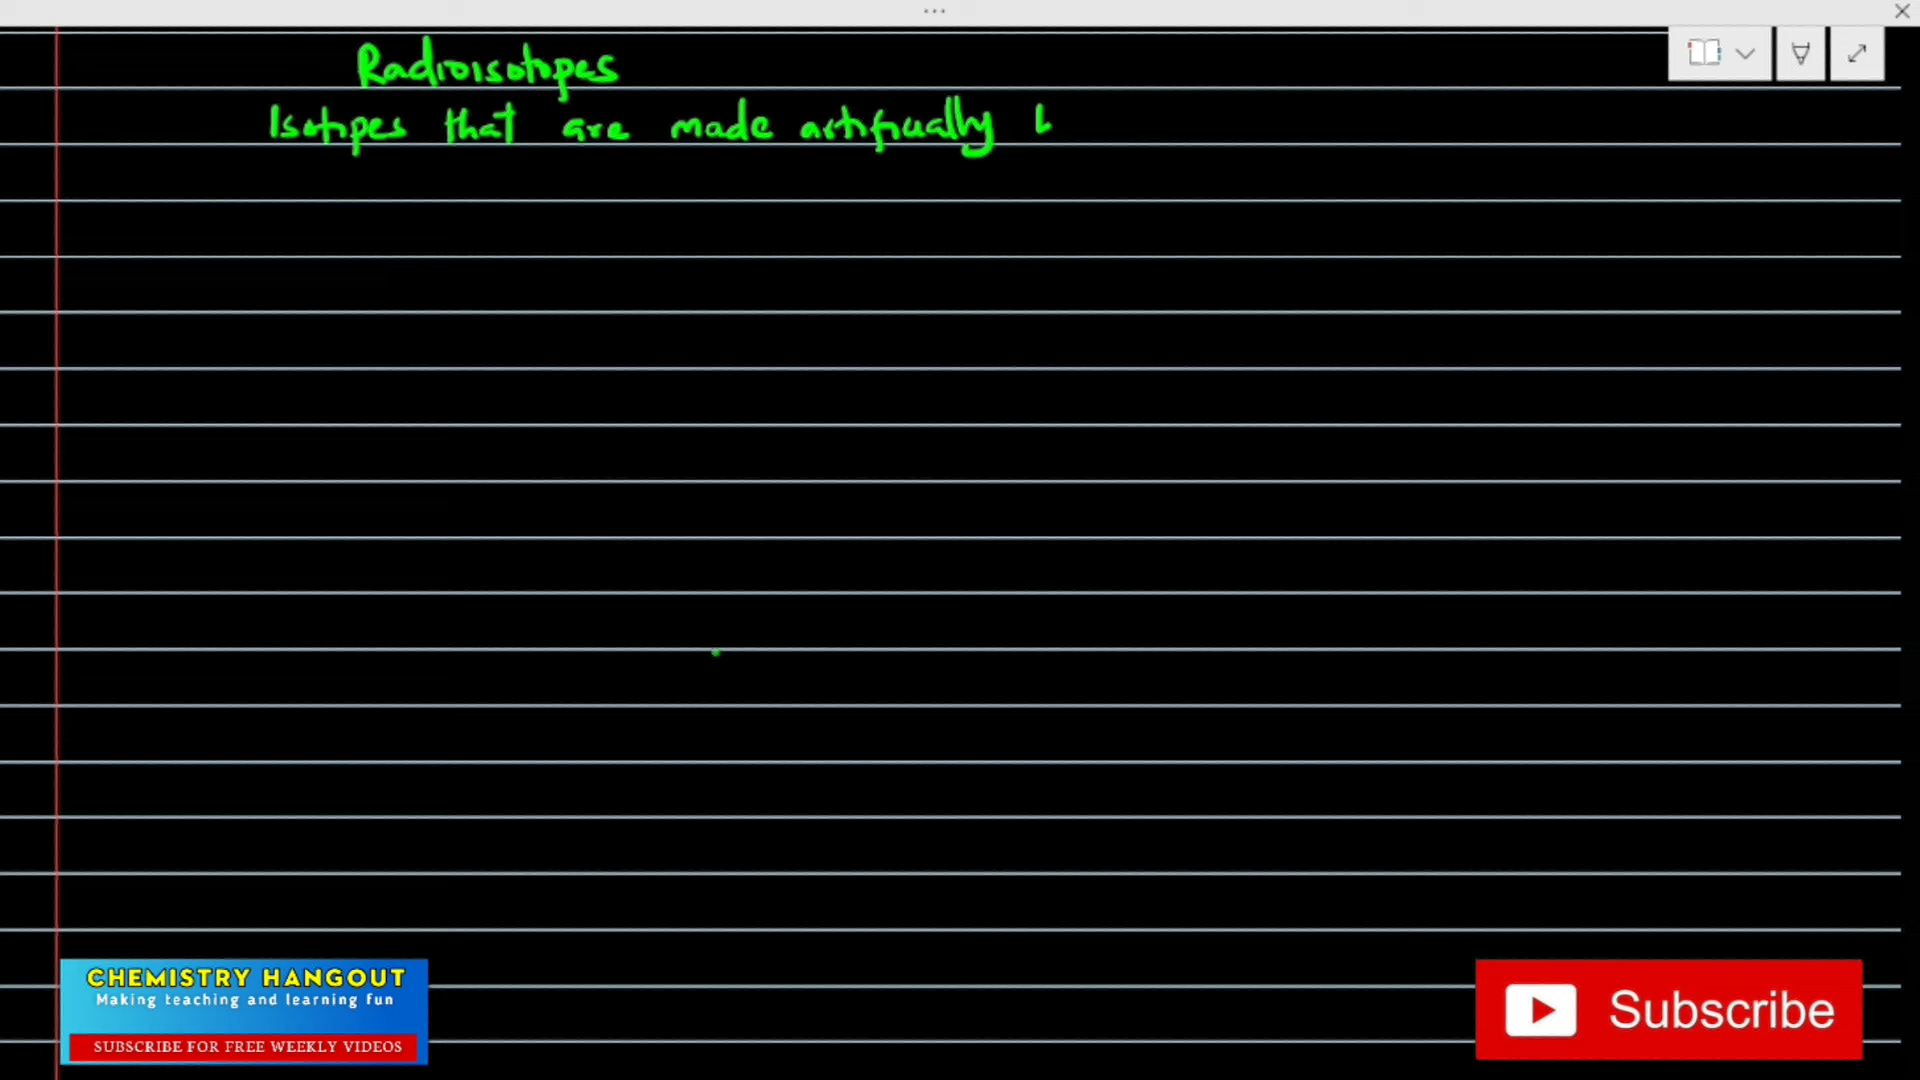 Radioisotopes
Isotopes that are made artificially b
CHEMISTRY HANGOUT
Making teaching and learning fun
SUBSCRIBE FOR FREE WEEKLY VIDEOS
Subscribe